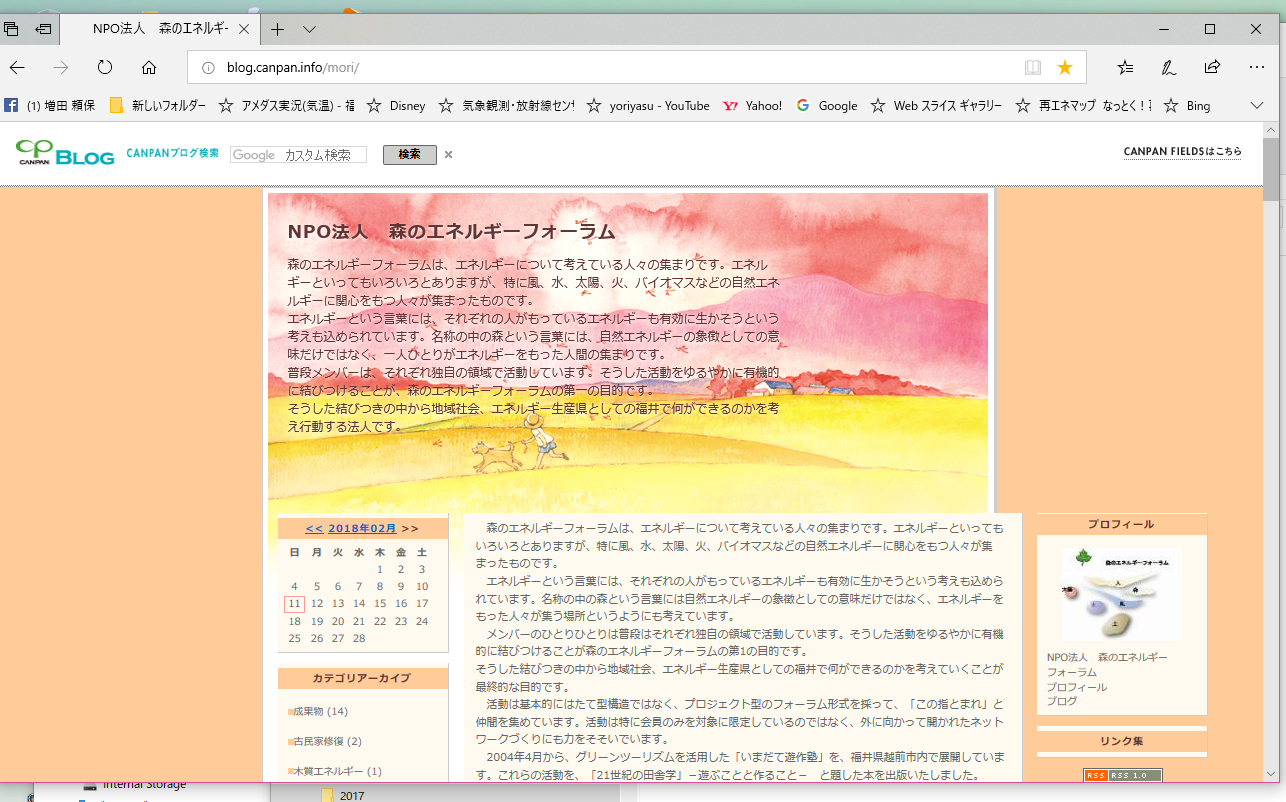 NPO法人　森のエネルギー
blog.canpan.info/mori/
(1) 増田 頼保
新しいフォルダー
アメダス実況(気温) - 福
Disney
気象観測・放射線セン
yoriyasu - YouTube
Yahoo!
Google
Web スライス ギャラリー
再エネマップ なっとく！
Bing
CANPAN BLOG
CANPANブログ検索
Google カスタム検索
検索
CANPAN FIELDSはこちら
NPO法人　森のエネルギーフォーラム
森のエネルギーフォーラムは、エネルギーについて考えている人々の集まりです。エネル
ギーといってもいろいろとありますが、特に風、水、太陽、火、バイオマスなどの自然エネ
ルギーに関心をもつ人々が集まったものです。
エネルギーという言葉には、それぞれの人がもっているエネルギーも有効に生かそうという
考えも込められています。名称の中の森という言葉には、自然エネルギーの象徴としての意
味だけではなく、一人ひとりがエネルギーをもった人間の集まりです。
普段メンバーは、それぞれ独自の領域で活動しています。そうした活動をゆるやかに有機的
に結びつけることが、森のエネルギーフォーラムの第一の目的です。
そうした結びつきの中から地域社会、エネルギー生産県としての福井で何ができるのかを考
え行動する法人です。
<< 2018年02月 >>
日 月 火 水 木 金 土
1 2 3
4 5 6 7 8 9 10
11 12 13 14 15 16 17
18 19 20 21 22 23 24
25 26 27 28
カテゴリアーカイブ
成果物 (14)
古民家修復 (2)
木質エネルギー (1)
森のエネルギーフォーラムは、エネルギーについて考えている人々の集まりです。エネルギーといっても
いろいろとありますが、特に風、水、太陽、火、バイオマスなどの自然エネルギーに関心をもつ人々が集
まったものです。
エネルギーという言葉には、それぞれの人がもっているエネルギーも有効に生かそうという考えも込めら
れています。名称の中の森という言葉には自然エネルギーの象徴としての意味だけではなく、エネルギーを
もった人々が集う場所というようにも考えています。
メンバーのひとりひとりは普段はそれぞれ独自の領域で活動しています。そうした活動をゆるやかに有機
的に結びつけることが森のエネルギーフォーラムの第1の目的です。
そうした結びつきの中から地域社会、エネルギー生産県としての福井で何ができるのかを考えていくことが
最終的な目的です。
活動は基本的にはたて型構造ではなく、プロジェクト型のフォーラム形式を採って、「この指とまれ」と
仲間を集めています。活動は特に会員のみを対象に限定しているのではなく、外に向かって開かれたネット
ワークづくりにも力をそそいでいます。
2004年4月から、グリーンツーリズムを活用した「いまだて遊作塾」を、福井県越前市内で展開していま
す。これらの活動を、「21世紀の田舎学」－遊ぶことと作ること－　と題した本を出版いたしました。
プロフィール
森のエネルギーフォーラム
人
森
太陽
水
風
土
NPO法人　森のエネルギー
フォーラム
プロフィール
ブログ
リンク集
RSS RSS 1.0
Internal Storage
2017